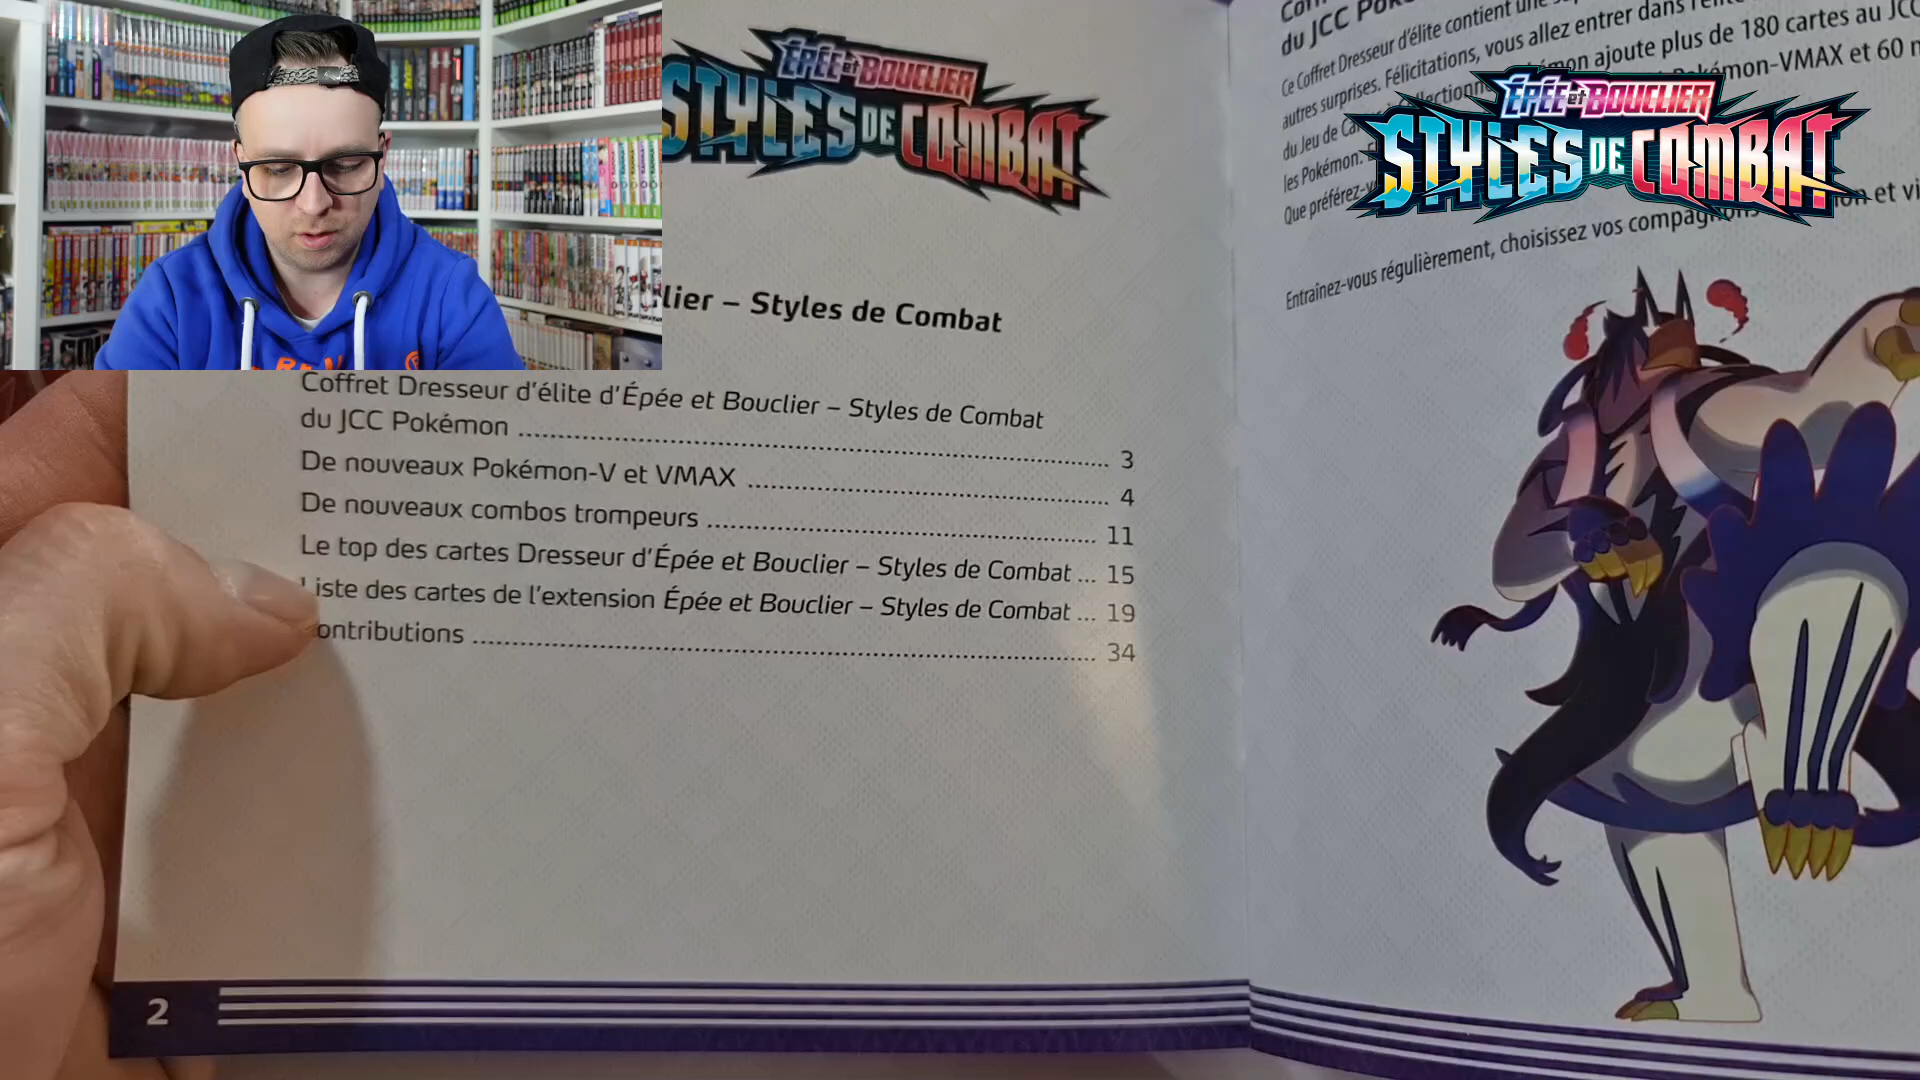 ÉPÉE et BOUCLIER
STYLES DE COMBAT
lier – Styles de Combat
Coffret Dresseur d'élite d'Épée et Bouclier – Styles de Combat
du JCC Pokémon ... 3
De nouveaux Pokémon-V et VMAX ... 4
De nouveaux combos trompeurs ... 11
Le top des cartes Dresseur d'Épée et Bouclier – Styles de Combat ... 15
Liste des cartes de l'extension Épée et Bouclier – Styles de Combat ... 19
ontributions ... 34
2
du JCC
Ce Coffret Dresseur d'élite contient une
autres surprises. Félicitations, vous allez entrer dans
mon ajoute plus de 180 cartes au JCC
du Jeu de
Pokémon-VMAX et 60
les Pokémon.
Que préférez-
et
Entraînez-vous régulièrement, choisissez vos
ÉPÉE et BOUCLIER
STYLES DE COMBAT